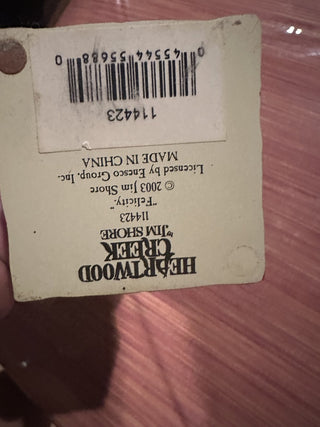 HEARTWOOD
CREEK
by JIM SHORE
114423
"Felicity."
© 2003 Jim Shore
Licensed by Enesco Group, Inc.
MADE IN CHINA
114423
0 45544 55688 0